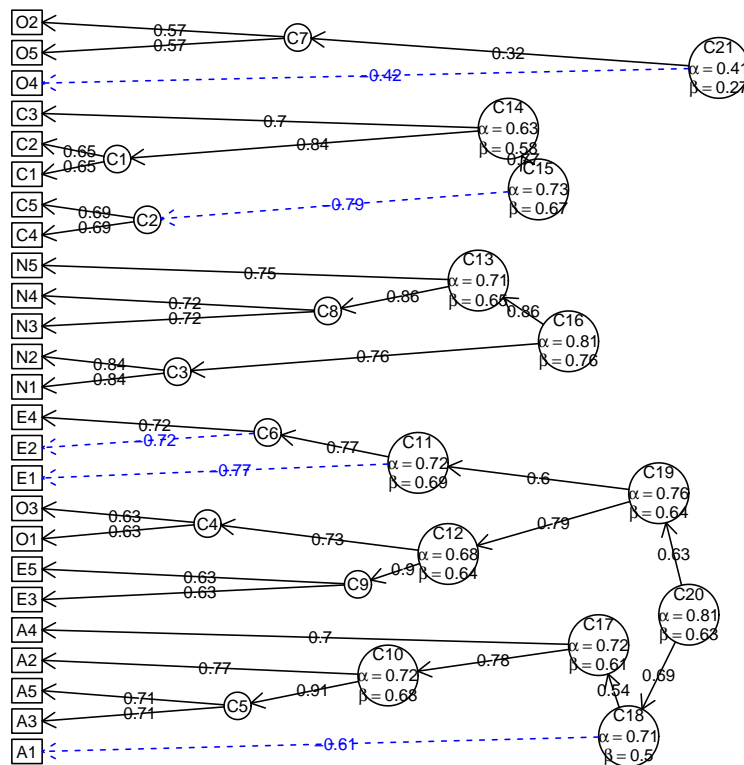 O2
0.57
C7
0.57
O5
0.32
C21
α = 0.41
β = 0.27
O4
-0.42
C3
0.7
C14
α = 0.63
β = 0.58
C2
0.65
C1
0.84
0.65
C1
C15
α = 0.73
β = 0.67
C5
0.69
C2
-0.79
0.69
C4
N5
0.75
C13
α = 0.71
β = 0.65
N4
0.72
C8
0.86
0.72
N3
0.86
C16
α = 0.81
β = 0.76
N2
0.84
C3
0.76
0.84
N1
E4
0.72
C6
0.77
-0.72
E2
C11
α = 0.72
β = 0.69
E1
-0.77
0.6
C19
α = 0.76
β = 0.64
O3
0.63
C4
0.73
0.63
O1
0.79
C12
α = 0.68
β = 0.64
E5
0.63
C9
0.9
0.63
E3
0.63
C20
α = 0.81
β = 0.63
A4
0.7
C17
α = 0.72
β = 0.61
A2
0.77
C10
α = 0.72
β = 0.68
0.78
A5
0.71
C5
0.91
0.71
A3
0.54
0.69
C18
α = 0.71
β = 0.5
A1
-0.61